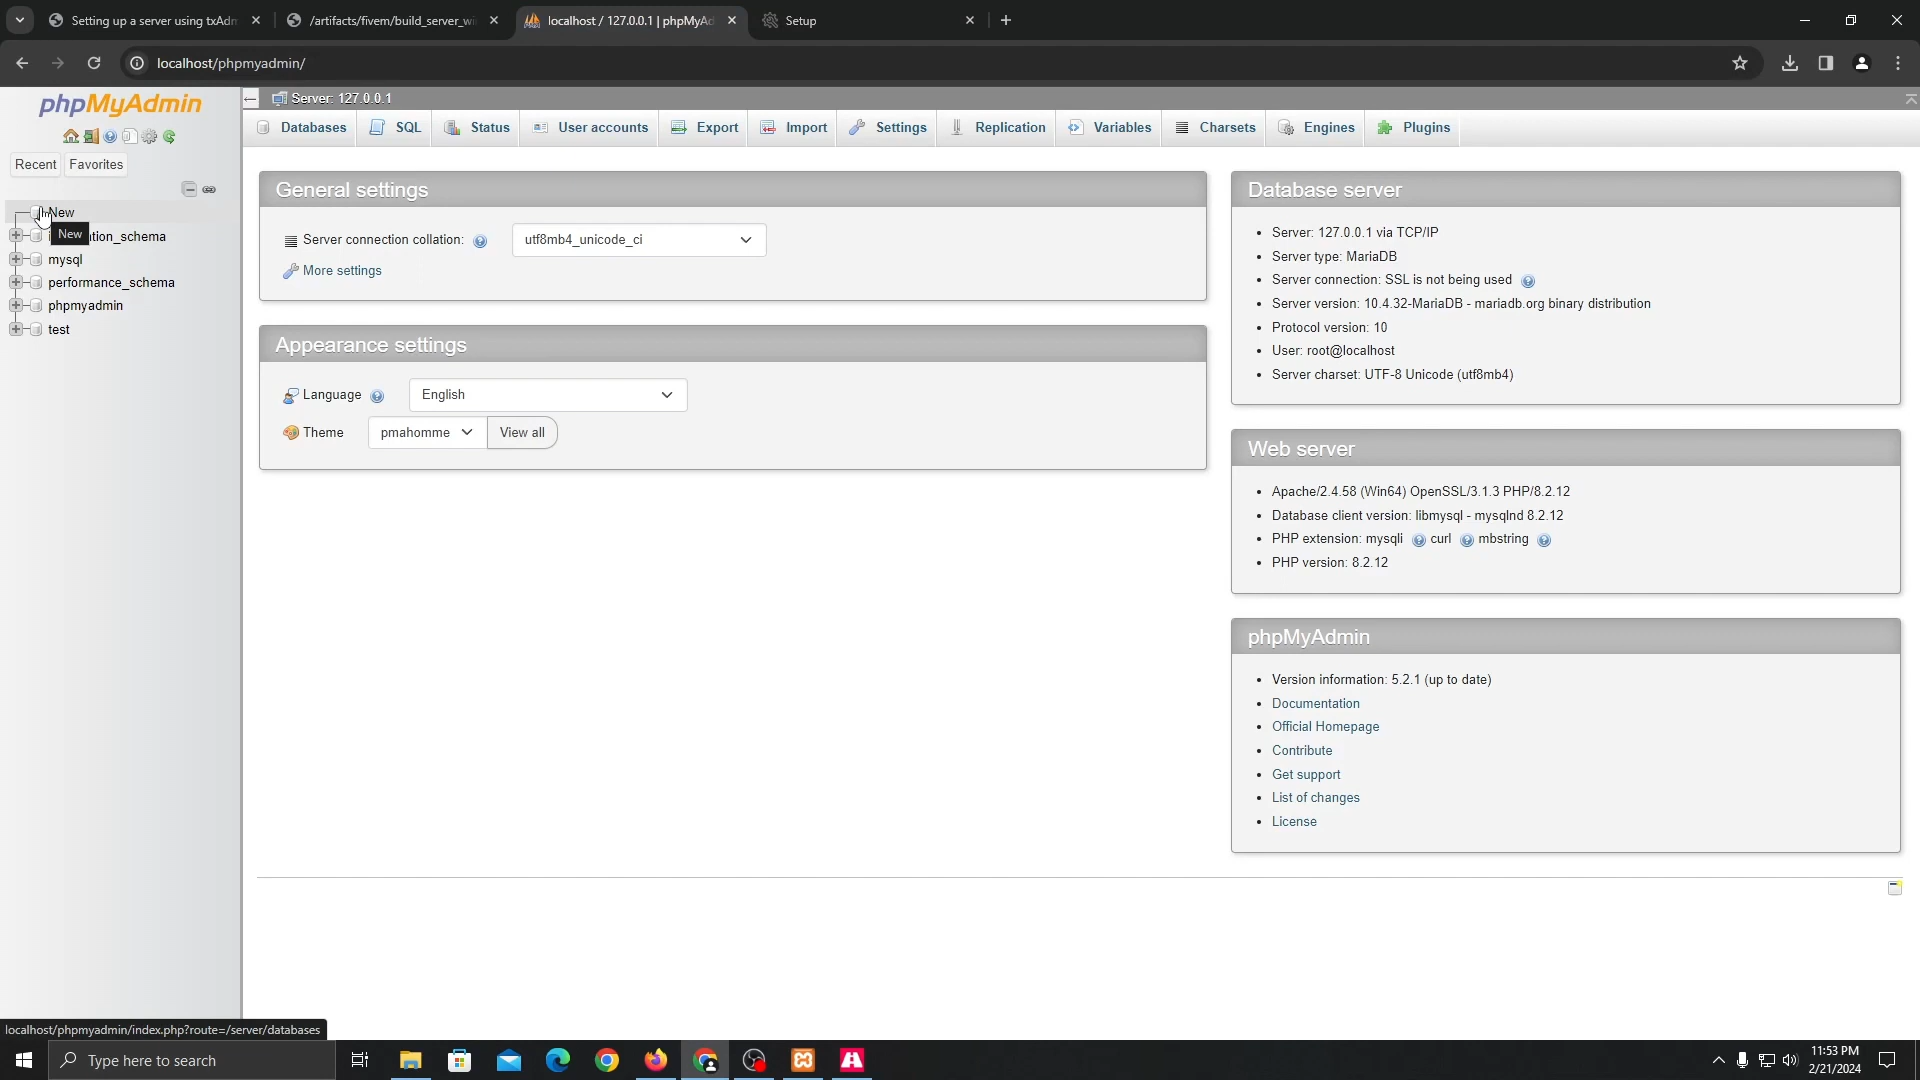 Setting up a server using txAdm
/artifacts/fivem/build_server_wi
localhost / 127.0.0.1 | phpMyAd
Setup
localhost/phpmyadmin/
phpMyAdmin
Server: 127.0.0.1
Databases
SQL
Status
User accounts
Export
Import
Settings
Replication
Variables
Charsets
Engines
Plugins
Recent
Favorites
New
New
mysql
performance_schema
phpmyadmin
test
General settings
Server connection collation:
utf8mb4_unicode_ci
More settings
Appearance settings
Language
English
Theme
pmahomme
View all
Database server
Server: 127.0.0.1 via TCP/IP
Server type: MariaDB
Server connection: SSL is not being used
Server version: 10.4.32-MariaDB - mariadb.org binary distribution
Protocol version: 10
User: root@localhost
Server charset: UTF-8 Unicode (utf8mb4)
Web server
Apache/2.4.58 (Win64) OpenSSL/3.1.3 PHP/8.2.12
Database client version: libmysql - mysqlnd 8.2.12
PHP extension: mysqli curl mbstring
PHP version: 8.2.12
phpMyAdmin
Version information: 5.2.1 (up to date)
Documentation
Official Homepage
Contribute
Get support
List of changes
License
localhost/phpmyadmin/index.php?route=/server/databases
Type here to search
11:53 PM
2/21/2024